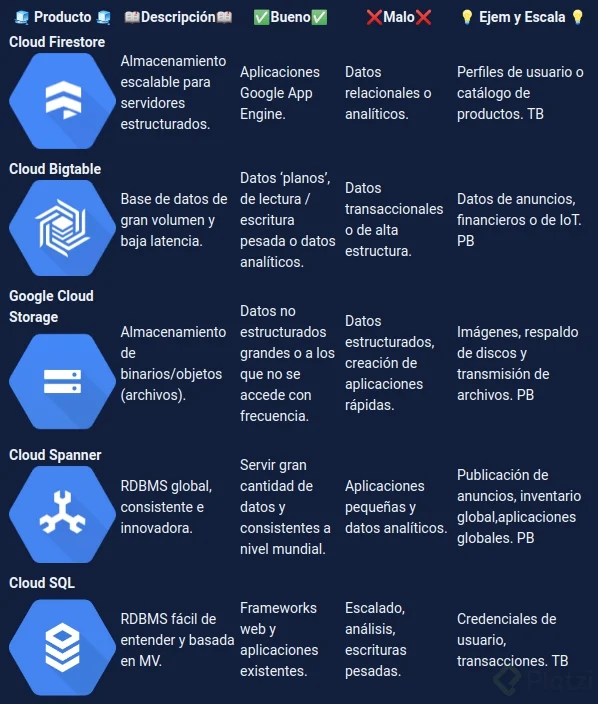 🧊 Producto 🧊 📖Descripción📖 ✅Bueno✅ ❌Malo❌ 💡 Ejem y Escala 💡
Cloud Firestore
Almacenamiento
escalable para
servidores
estructurados.
Aplicaciones
Google App
Engine.
Datos
relacionales o
analíticos.
Perfiles de usuario o
catálogo de
productos. TB
Cloud Bigtable
Base de datos de
gran volumen y
baja latencia.
Datos ‘planos’,
de lectura /
escritura
pesada o datos
analíticos.
Datos
transaccionales
o de alta
estructura.
Datos de anuncios,
financieros o de IoT.
PB
Google Cloud
Storage
Almacenamiento
de
binarios/objetos
(archivos).
Datos no
estructurados
grandes o a los
que no se
accede con
frecuencia.
Datos
estructurados,
creación de
aplicaciones
rápidas.
Imágenes, respaldo
de discos y
transmisión de
archivos. PB
Cloud Spanner
RDBMS global,
consistente e
innovadora.
Servir gran
cantidad de
datos y
consistentes a
nivel mundial.
Aplicaciones
pequeñas y
datos analíticos.
Publicación de
anuncios, inventario
global,aplicaciones
globales. PB
Cloud SQL
RDBMS fácil de
entender y basada
en MV.
Frameworks
web y
aplicaciones
existentes.
Escalado,
análisis,
escrituras
pesadas.
Credenciales de
usuario,
transacciones. TB
Platzi